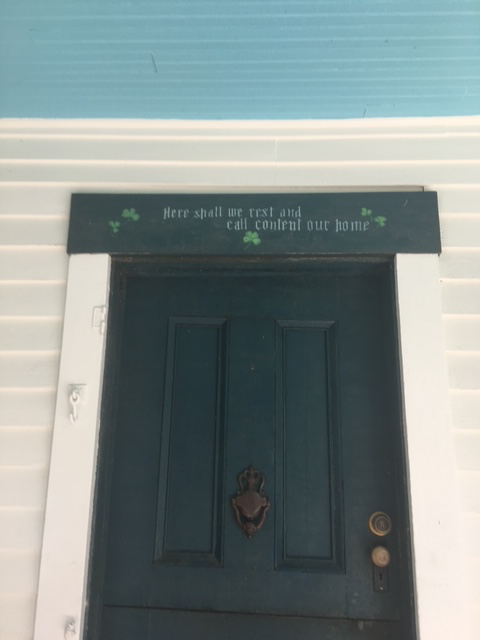 Here shall we rest and
call content our home